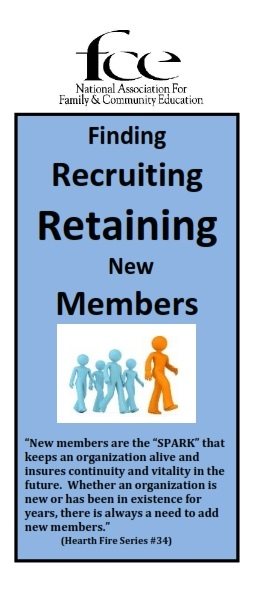 fce
National Association For
Family & Community Education
Finding
Recruiting
Retaining
New
Members
“New members are the “SPARK” that
keeps an organization alive and
insures continuity and vitality in the
future.  Whether an organization is
new or has been in existence for
years, there is always a need to add
new members.”
(Hearth Fire Series #34)